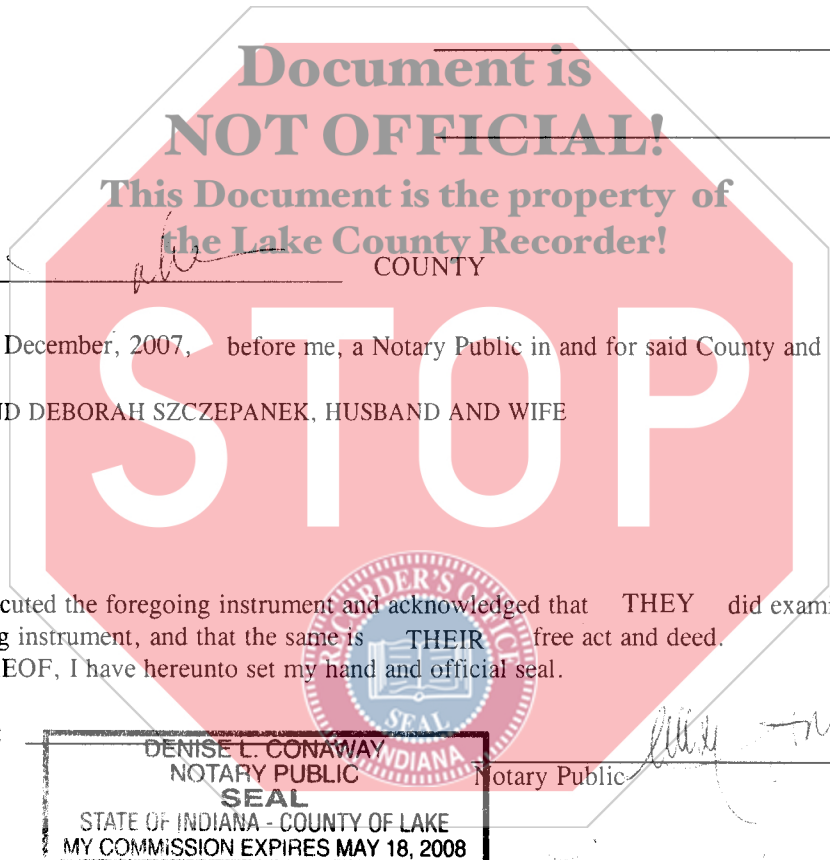 Document is
NOT OFFICIAL!
This Document is the property of
the Lake County Recorder!
COUNTY
December, 2007, before me, a Notary Public in and for said County and
ND DEBORAH SZCZEPANEK, HUSBAND AND WIFE
STOP
cuted the foregoing instrument and acknowledged that THEY did exami
g instrument, and that the same is THEIR free act and deed.
EOF, I have hereunto set my hand and official seal.
RECORDER'S OFFICE
SEAL
INDIANA
DENISE L. CONAWAY
NOTARY PUBLIC
SEAL
STATE OF INDIANA - COUNTY OF LAKE
MY COMMISSION EXPIRES MAY 18, 2008
Notary Public